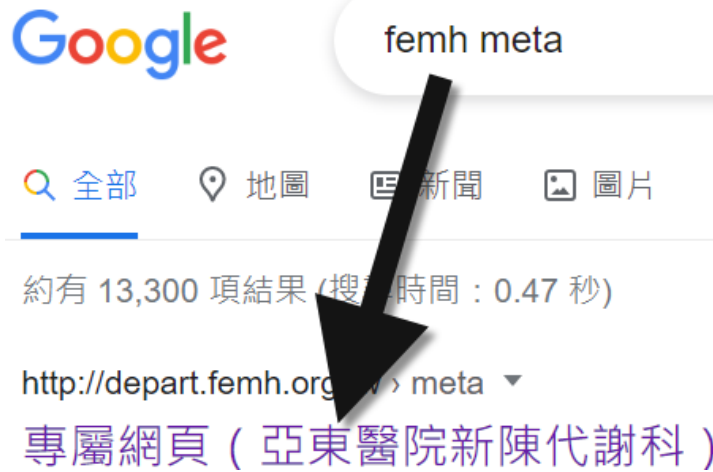 Google
femh meta
全部 地圖 新聞 圖片
約有 13,300 項結果 (搜 時間：0.47 秒)
http://depart.femh.org › meta
專屬網頁（亞東醫院新陳代謝科）